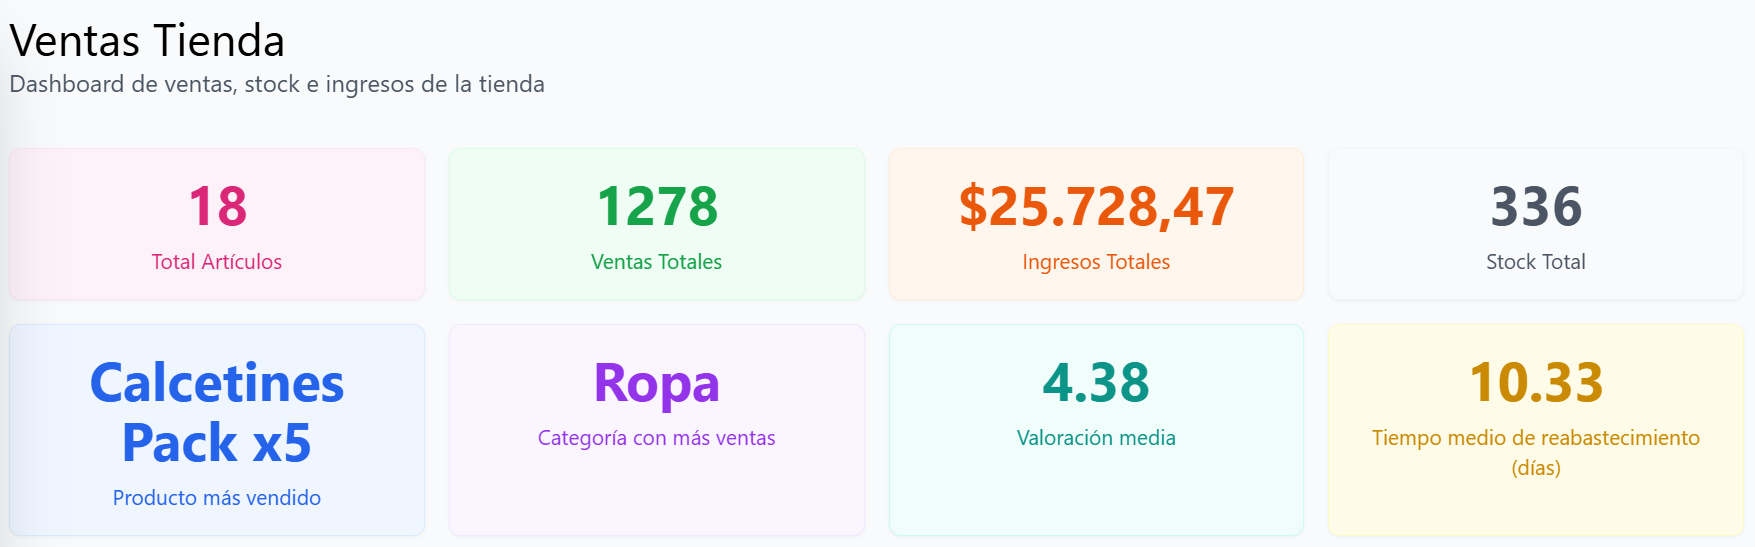 Ventas Tienda
Dashboard de ventas, stock e ingresos de la tienda
18
Total Artículos
1278
Ventas Totales
$25.728,47
Ingresos Totales
336
Stock Total
Calcetines
Pack x5
Producto más vendido
Ropa
Categoría con más ventas
4.38
Valoración media
10.33
Tiempo medio de reabastecimiento
(días)